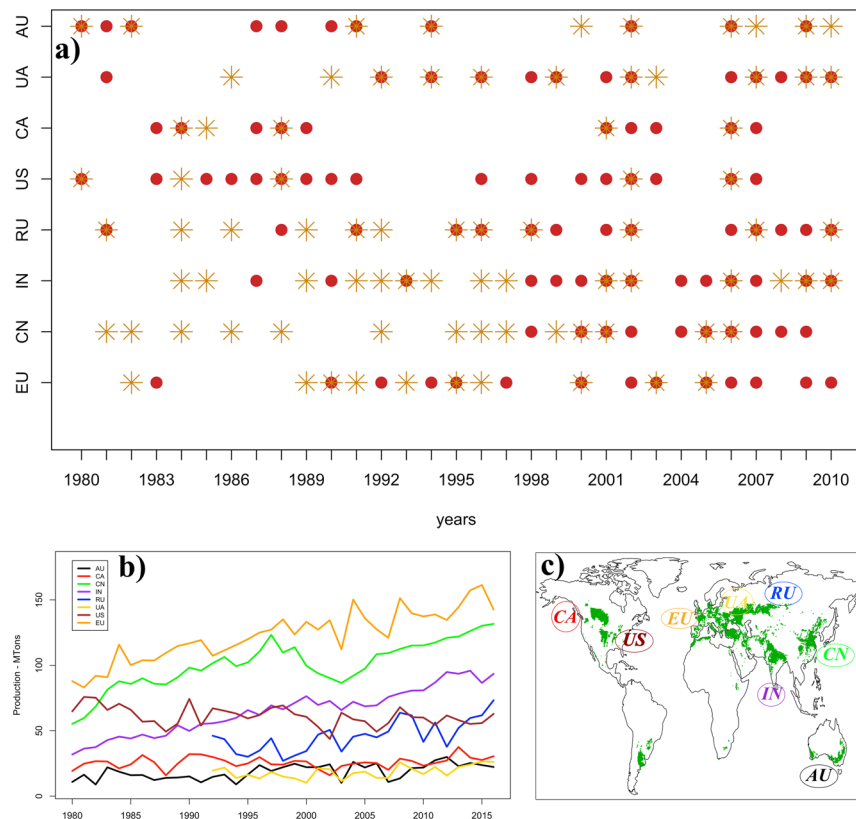 a)
AU
UA
CA
US
RU
IN
CN
EU
1980 1983 1986 1989 1992 1995 1998 2001 2004 2007 2010
years
b)
AU
CA
CN
IN
RU
UA
US
EU
Production - MTons
0 50 100 150
1980 1985 1990 1995 2000 2005 2010 2015
c)
CA
US
EU
UA
RU
CN
IN
AU